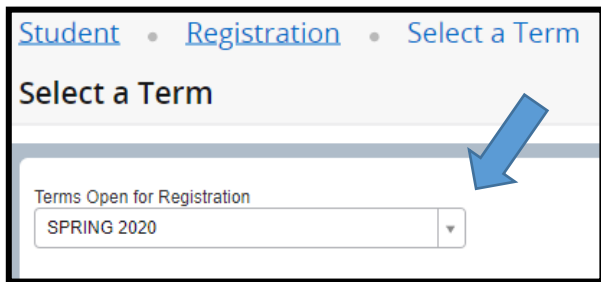 Student • Registration • Select a Term
Select a Term
Terms Open for Registration
SPRING 2020